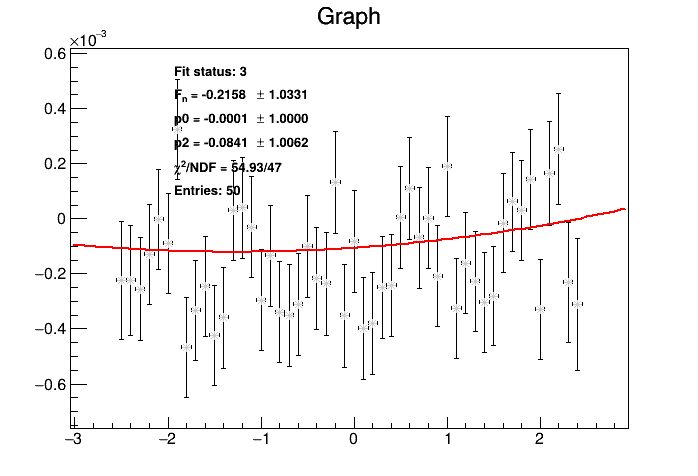 Graph
×10⁻³
0.6
0.4
0.2
0
−0.2
−0.4
−0.6
Fit status: 3
Fₙ = -0.2158 ± 1.0331
p0 = -0.0001 ± 1.0000
p2 = -0.0841 ± 1.0062
χ²/NDF = 54.93/47
Entries: 50
−3 −2 −1 0 1 2